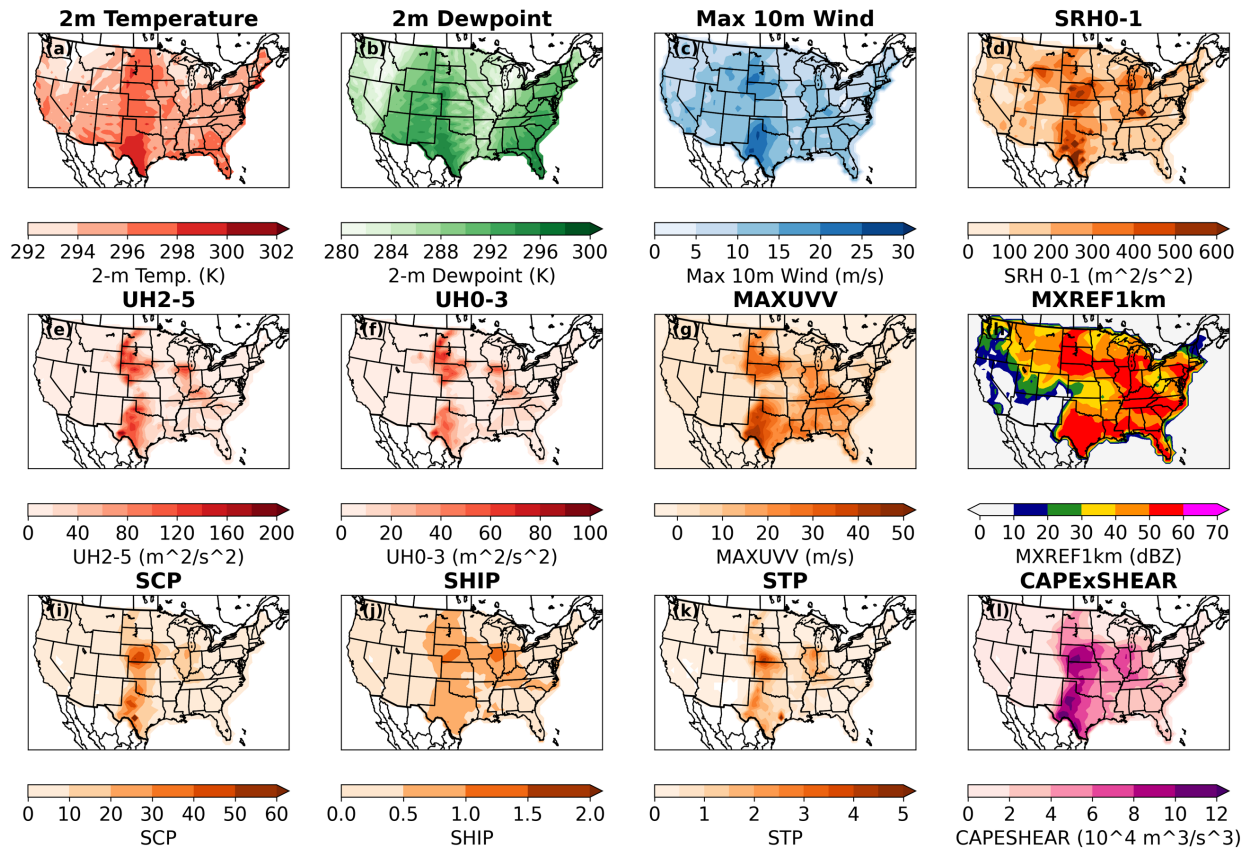 2m Temperature 2m Dewpoint Max 10m Wind SRH0-1
(a) (b) (c) (d)
292 294 296 298 300 302 280 284 288 292 296 300 0 5 10 15 20 25 30 0 100 200 300 400 500 600
2-m Temp. (K) 2-m Dewpoint (K) Max 10m Wind (m/s) SRH 0-1 (m^2/s^2)
UH2-5 UH0-3 MAXUVV MXREF1km
(e) (f) (g) (h)
0 40 80 120 160 200 0 20 40 60 80 100 0 10 20 30 40 50 0 10 20 30 40 50 60 70
UH2-5 (m^2/s^2) UH0-3 (m^2/s^2) MAXUVV (m/s) MXREF1km (dBZ)
SCP SHIP STP CAPExSHEAR
(i) (j) (k) (l)
0 10 20 30 40 50 60 0.0 0.5 1.0 1.5 2.0 0 1 2 3 4 5 0 2 4 6 8 10 12
SCP SHIP STP CAPESHEAR (10^4 m^3/s^3)